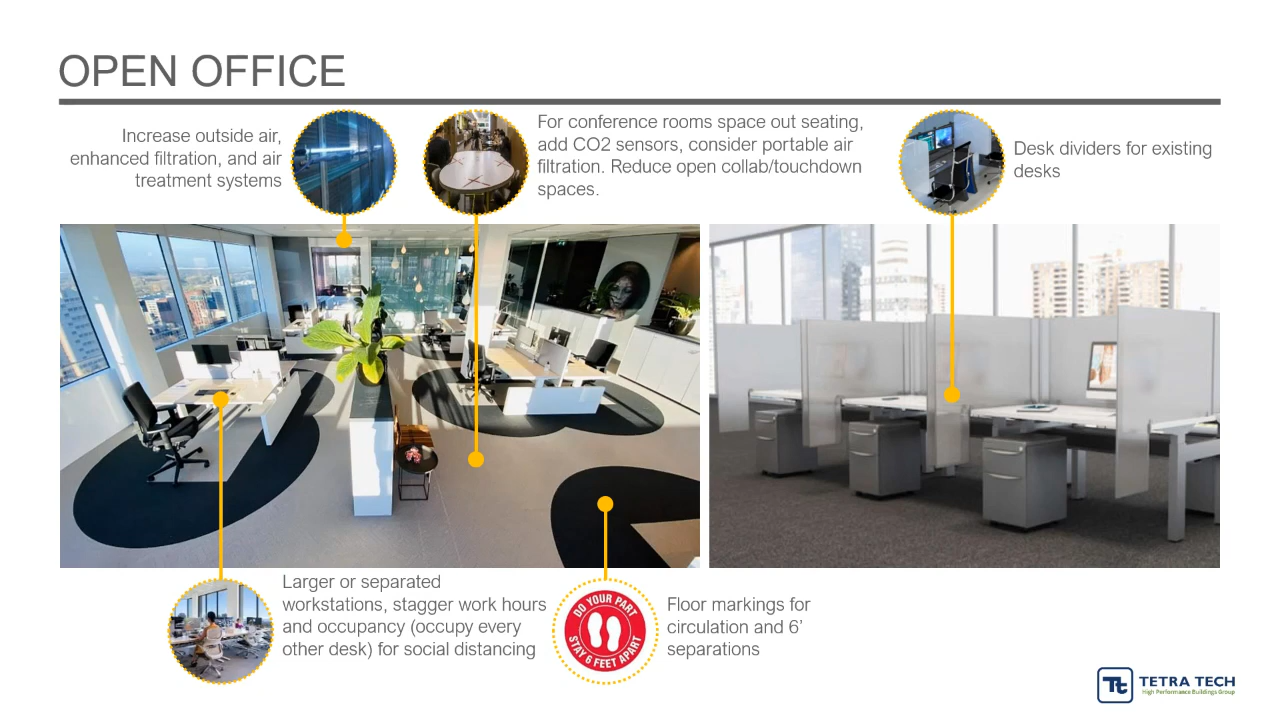 OPEN OFFICE
Increase outside air,
enhanced filtration, and air
treatment systems
For conference rooms space out seating,
add CO2 sensors, consider portable air
filtration. Reduce open collab/touchdown
spaces.
Desk dividers for existing
desks
Larger or separated
workstations, stagger work hours
and occupancy (occupy every
other desk) for social distancing
DO YOUR PART
STAY 6 FEET APART
Floor markings for
circulation and 6’
separations
Tt
TETRA TECH
High Performance Buildings Group